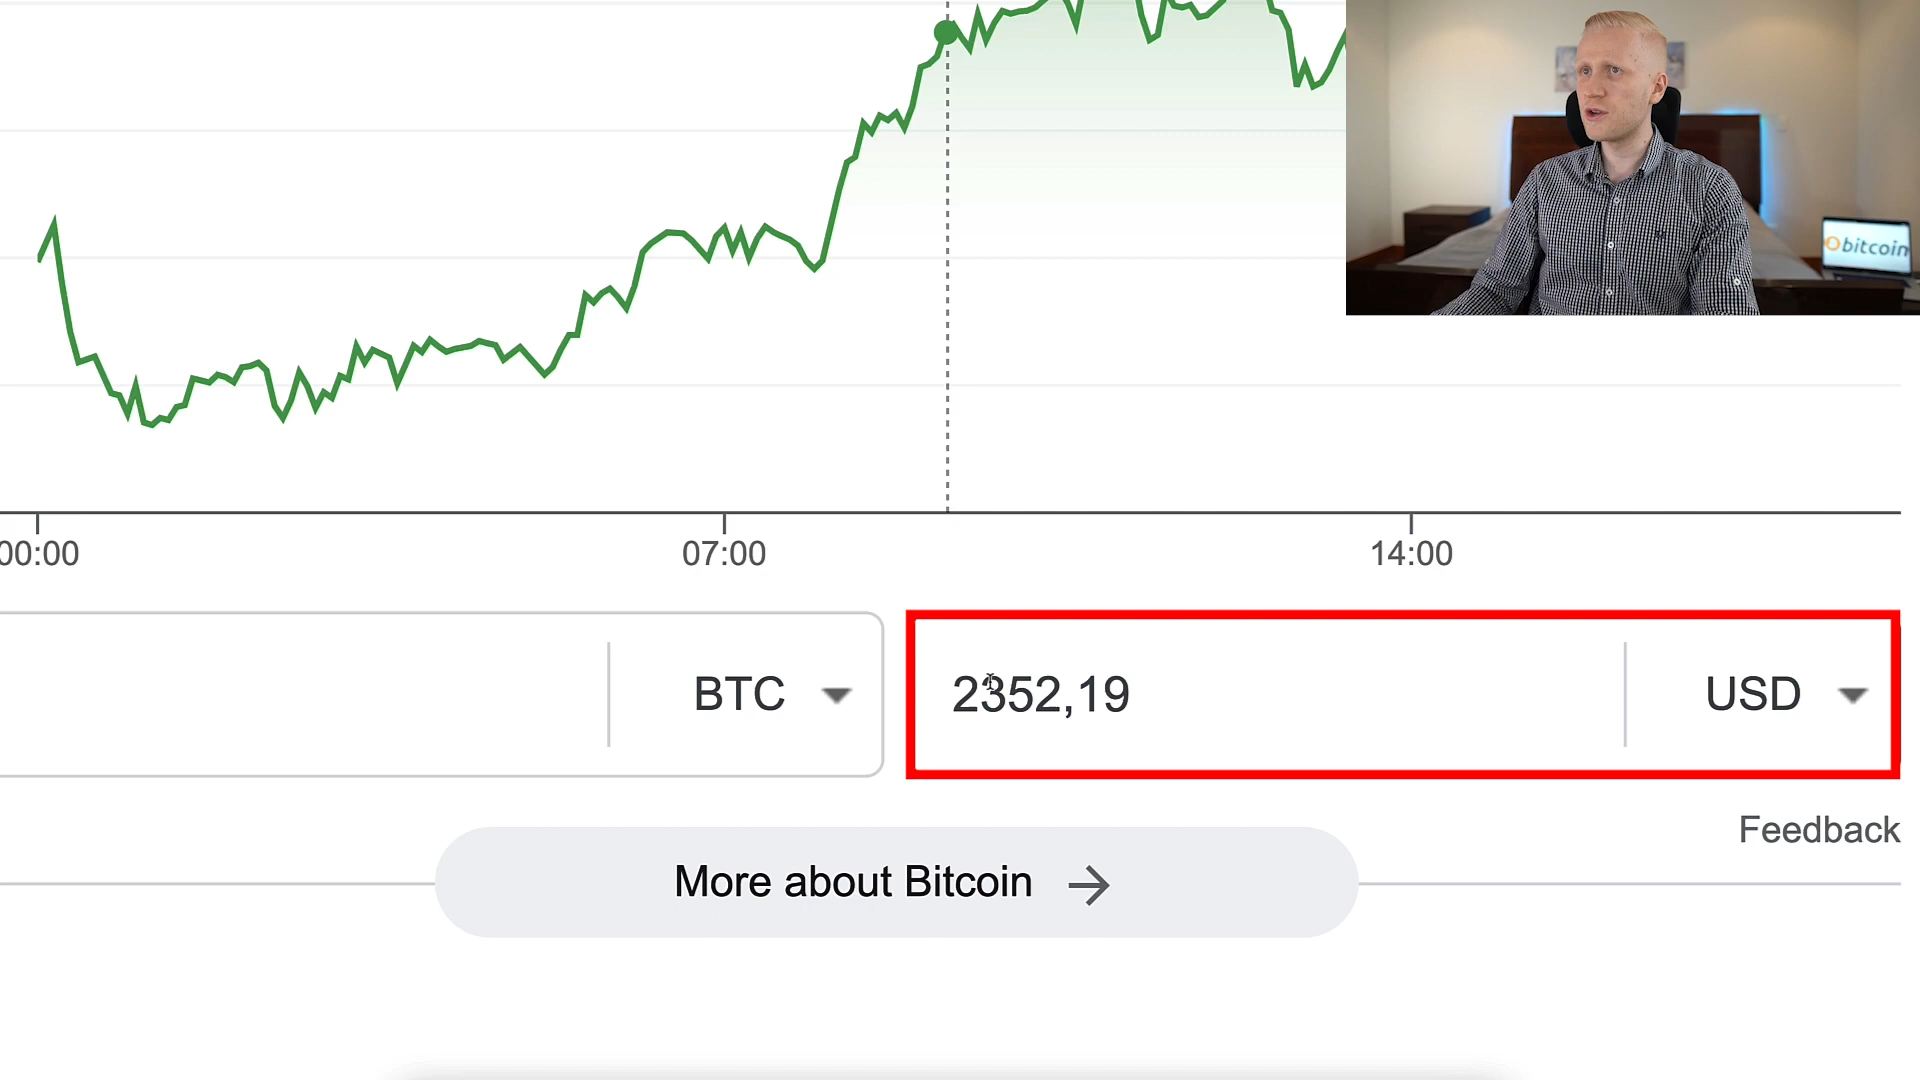 bitcoin
00:00
07:00
14:00
BTC
2352,19
USD
Feedback
More about Bitcoin